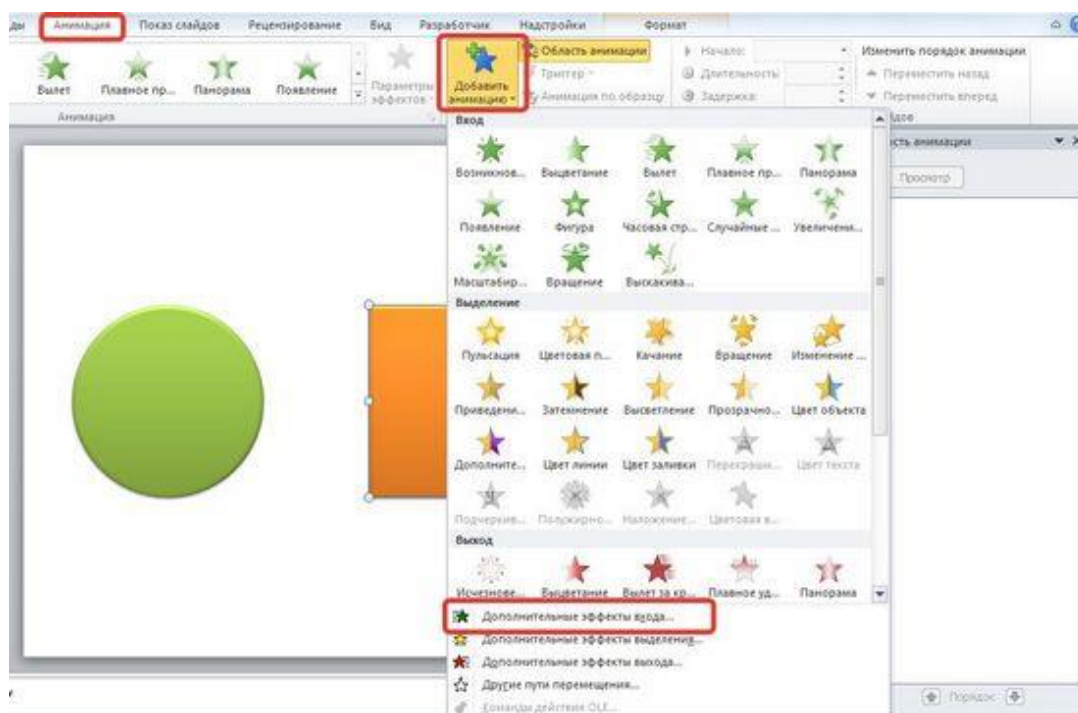 ды Анимация Показ слайдов Рецензирование Вид Разработчик Надстройки Формат
Вылет Плавное пр... Панорама Появление
Параметры эффектов
Добавить анимацию
Область анимации
Триггер
Анимация по образцу
Начало:
Длительность:
Задержка:
Изменить порядок анимации
Переместить назад
Переместить вперед
Анимация
дов
сть анимации
Просмотр
Вход
Возникнов... Выцветание Вылет Плавное пр... Панорама
Появление Фигура Часовая стр... Случайные ... Увеличени...
Масштабир... Вращение Выскакива...
Выделение
Пульсация Цветовая п... Качание Вращение Изменение ...
Приведени... Затемнение Высветление Прозрачно... Цвет объекта
Дополните... Цвет линии Цвет заливки Перекраши... Цвет текста
Подчеркив... Полужирно... Наложение... Цветовая в...
Выход
Исчезнове... Выцветание Вылет за кр... Плавное уд... Панорама
Дополнительные эффекты входа...
Дополнительные эффекты выделения...
Дополнительные эффекты выхода...
Другие пути перемещения...
Команды действия OLE...
Порядок